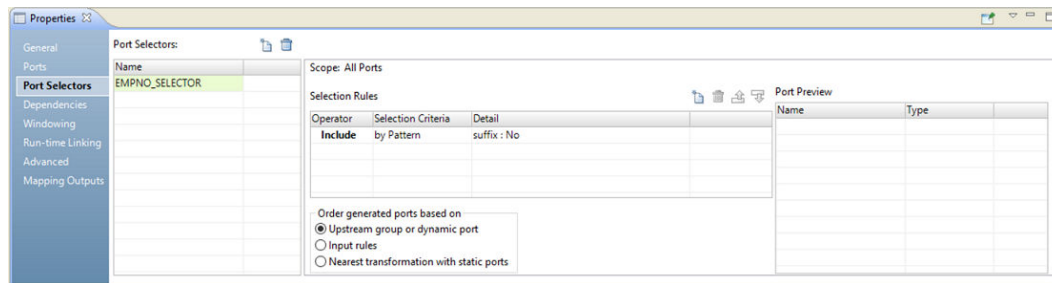 Properties
General
Ports
Port Selectors
Dependencies
Windowing
Run-time Linking
Advanced
Mapping Outputs
Port Selectors:
Name
EMPNO_SELECTOR
Scope: All Ports
Selection Rules
Operator Selection Criteria Detail
Include by Pattern suffix : No
Order generated ports based on
Upstream group or dynamic port
Input rules
Nearest transformation with static ports
Port Preview
Name Type